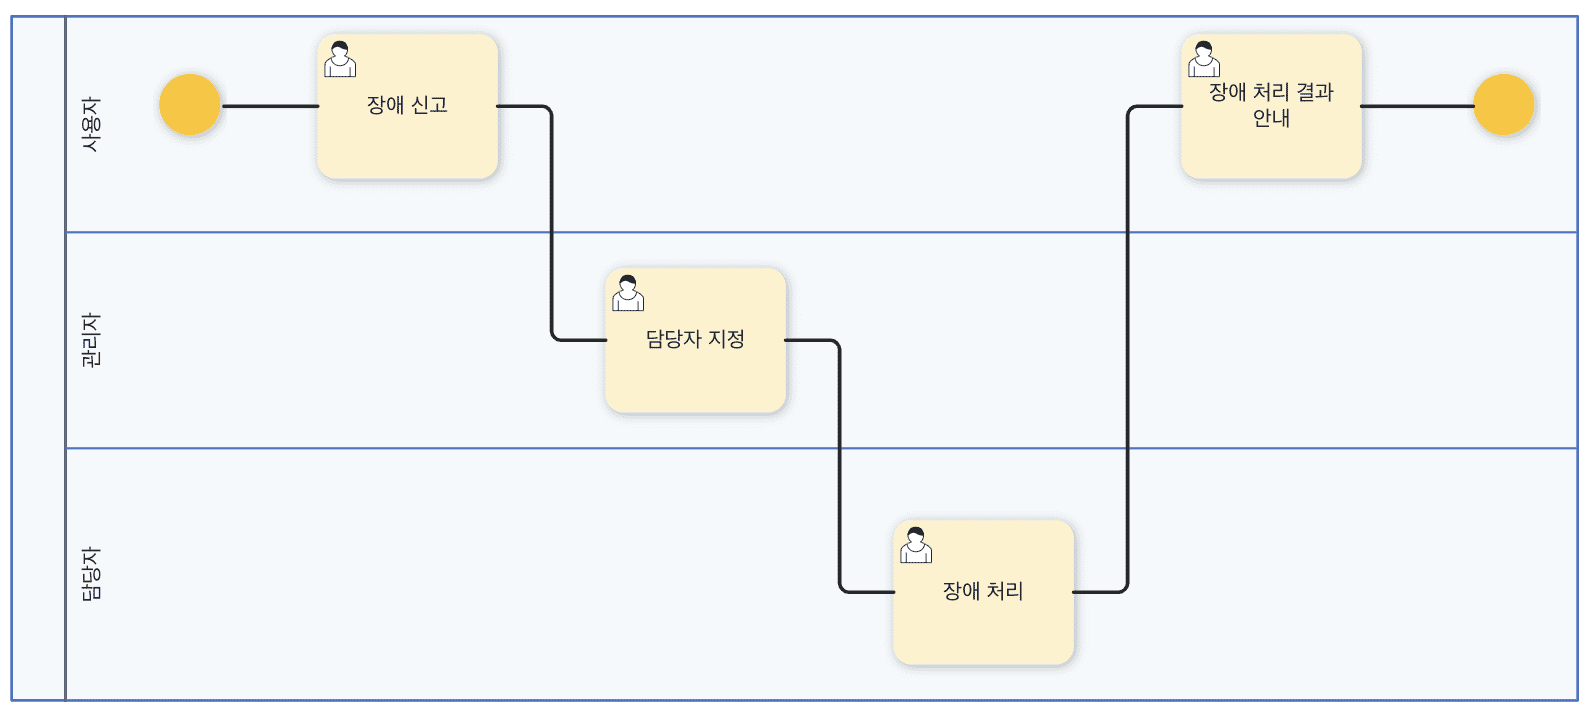 사용자
장애 신고
장애 처리 결과
안내
관리자
담당자 지정
담당자
장애 처리